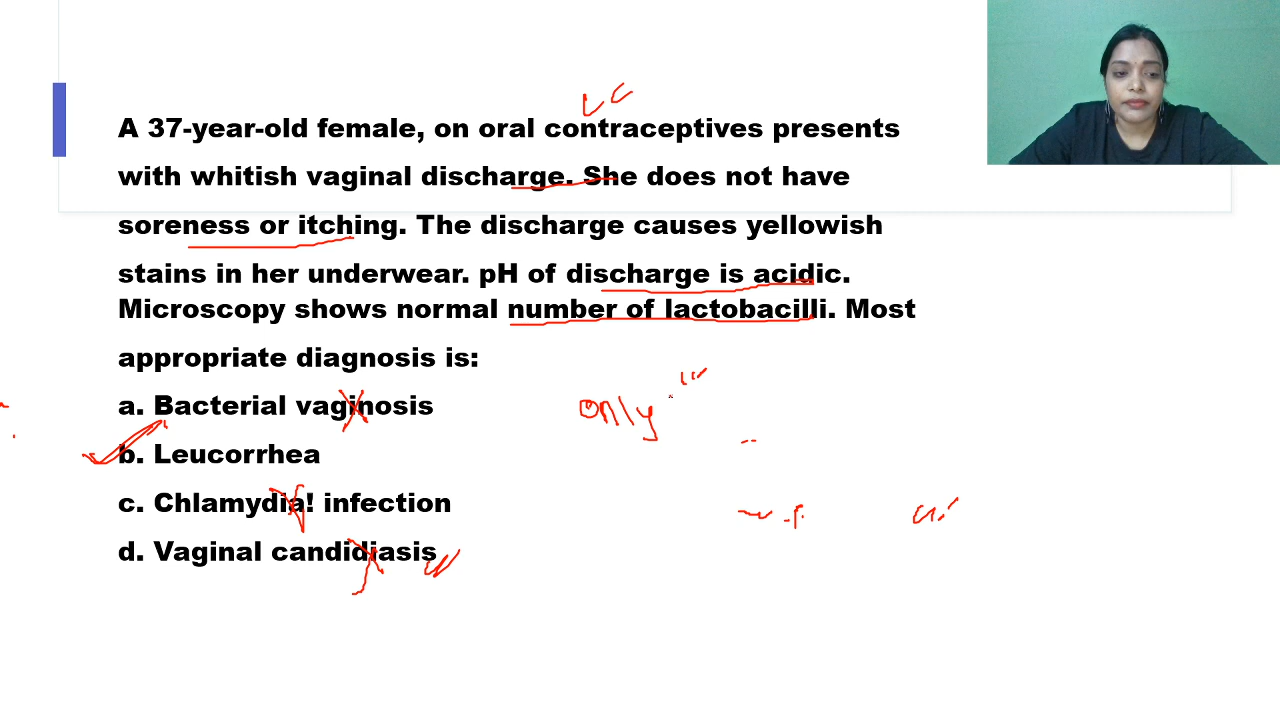 A 37-year-old female, on oral contraceptives presents
with whitish vaginal discharge. She does not have
soreness or itching. The discharge causes yellowish
stains in her underwear. pH of discharge is acidic.
Microscopy shows normal number of lactobacilli. Most
appropriate diagnosis is:
a. Bacterial vaginosis
only
b. Leucorrhea
c. Chlamydia! infection
d. Vaginal candidiasis